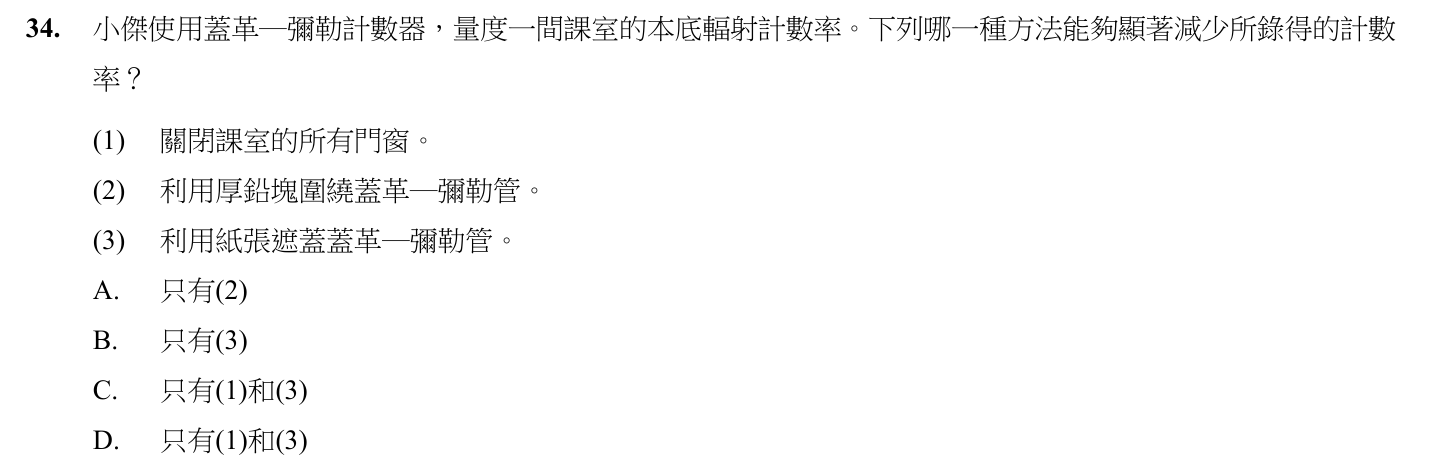 34. 小傑使用蓋革—彌勒計數器，量度一間課室的本底輻射計數率。下列哪一種方法能夠顯著減少所錄得的計數
率？
(1) 關閉課室的所有門窗。
(2) 利用厚鉛塊圍繞蓋革—彌勒管。
(3) 利用紙張遮蓋蓋革—彌勒管。
A. 只有(2)
B. 只有(3)
C. 只有(1)和(3)
D. 只有(1)和(3)